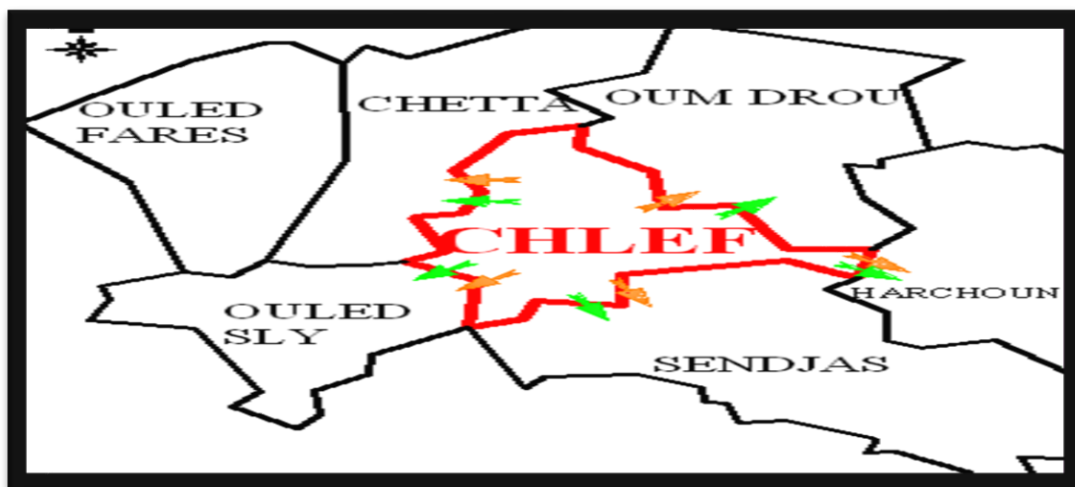 OULED
FARES
CHETTA
OUM DROU
CHLEF
HARCHOUN
OULED
SLY
SENDJAS